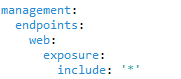 management:
  endpoints:
    web:
      exposure:
        include: '*'